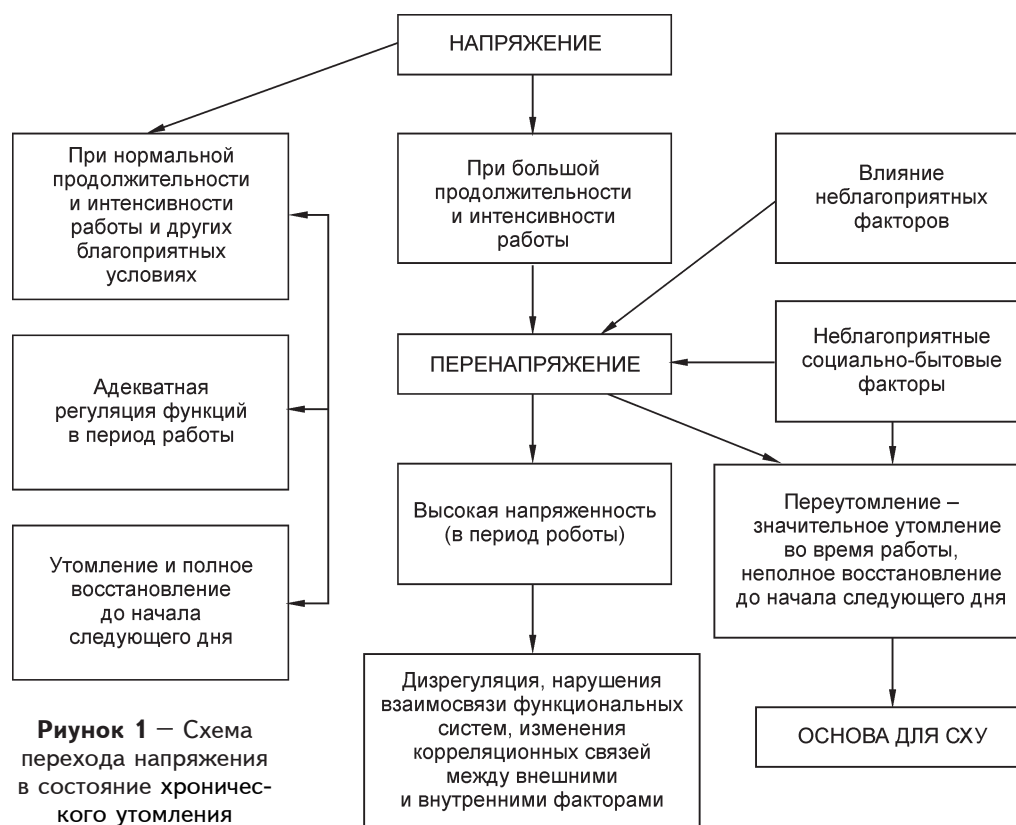 НАПРЯЖЕНИЕ
При нормальной
продолжительности
и интенсивности
работы и других
благоприятных
условиях
При большой
продолжительности
и интенсивности
работы
Влияние
неблагоприятных
факторов
Адекватная
регуляция функций
в период работы
ПЕРЕНАПРЯЖЕНИЕ
Неблагоприятные
социально-бытовые
факторы
Утомление и полное
восстановление
до начала
следующего дня
Высокая напряженность
(в период роботы)
Переутомление –
значительное утомление
во время работы,
неполное восстановление
до начала следующего дня
Дизрегуляция, нарушения
взаимосвязи функциональных
систем, изменения
корреляционных связей
между внешними
и внутренними факторами
ОСНОВА ДЛЯ СХУ
Риунок 1 – Схема
перехода напряжения
в состояние хроничес-
кого утомления